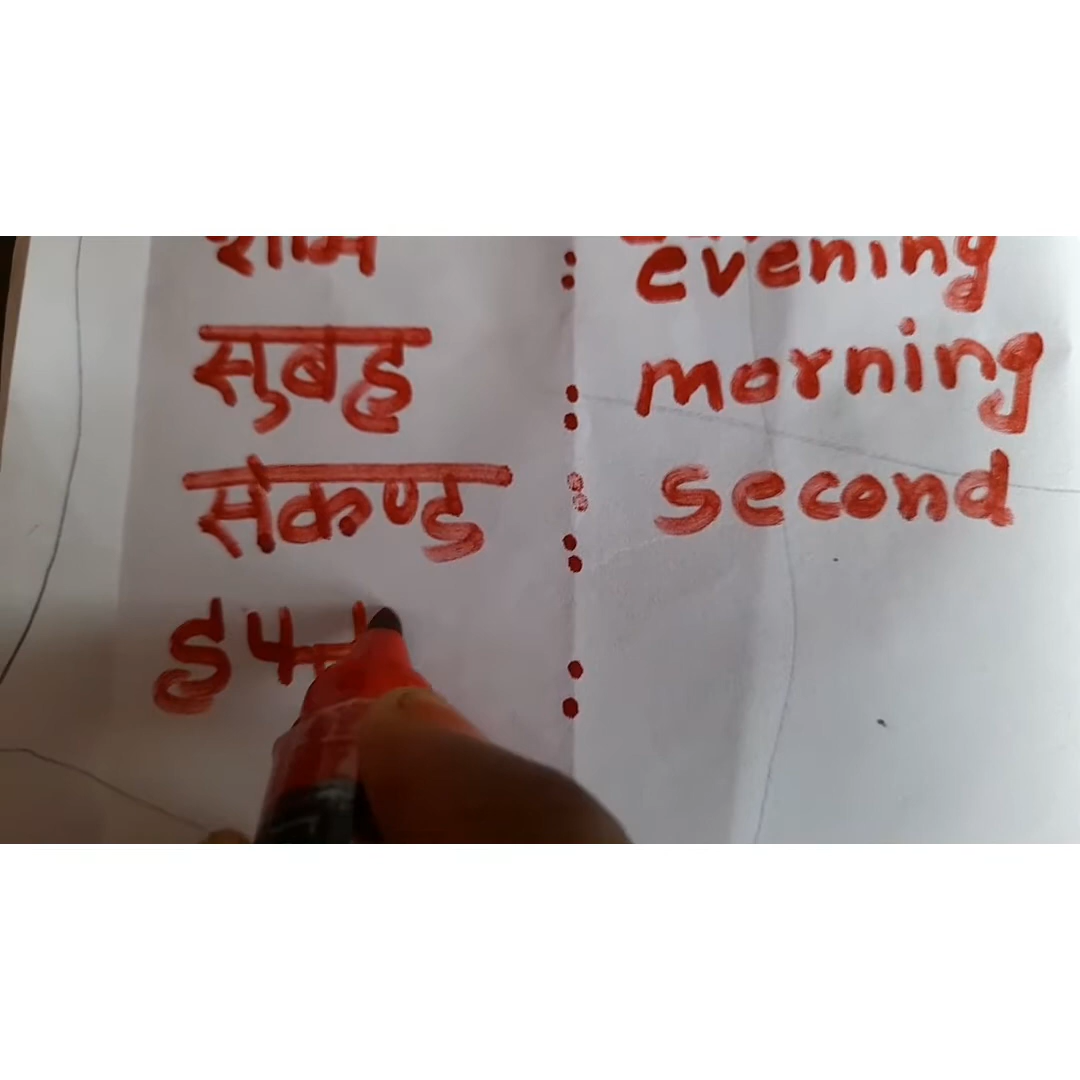 शाम : evening
सुबह : morning
सेकण्ड : second
: